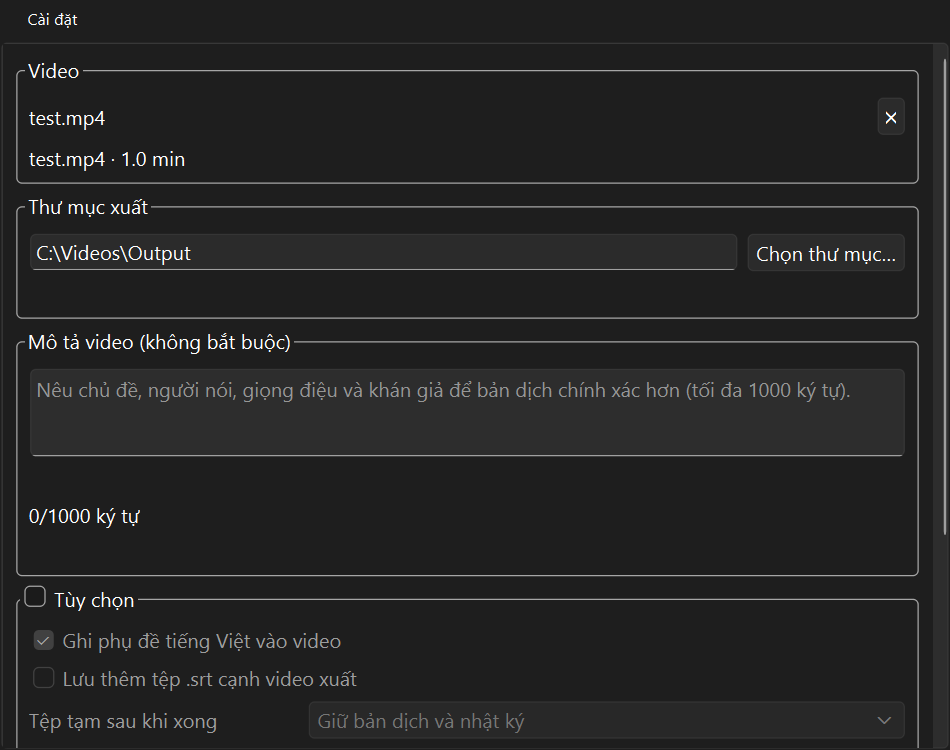 Cài đặt
Video
test.mp4
×
test.mp4 · 1.0 min
Thư mục xuất
C:\Videos\Output
Chọn thư mục...
Mô tả video (không bắt buộc)
Nêu chủ đề, người nói, giọng điệu và khán giả để bản dịch chính xác hơn (tối đa 1000 ký tự).
0/1000 ký tự
Tùy chọn
Ghi phụ đề tiếng Việt vào video
Lưu thêm tệp .srt cạnh video xuất
Tệp tạm sau khi xong
Giữ bản dịch và nhật ký